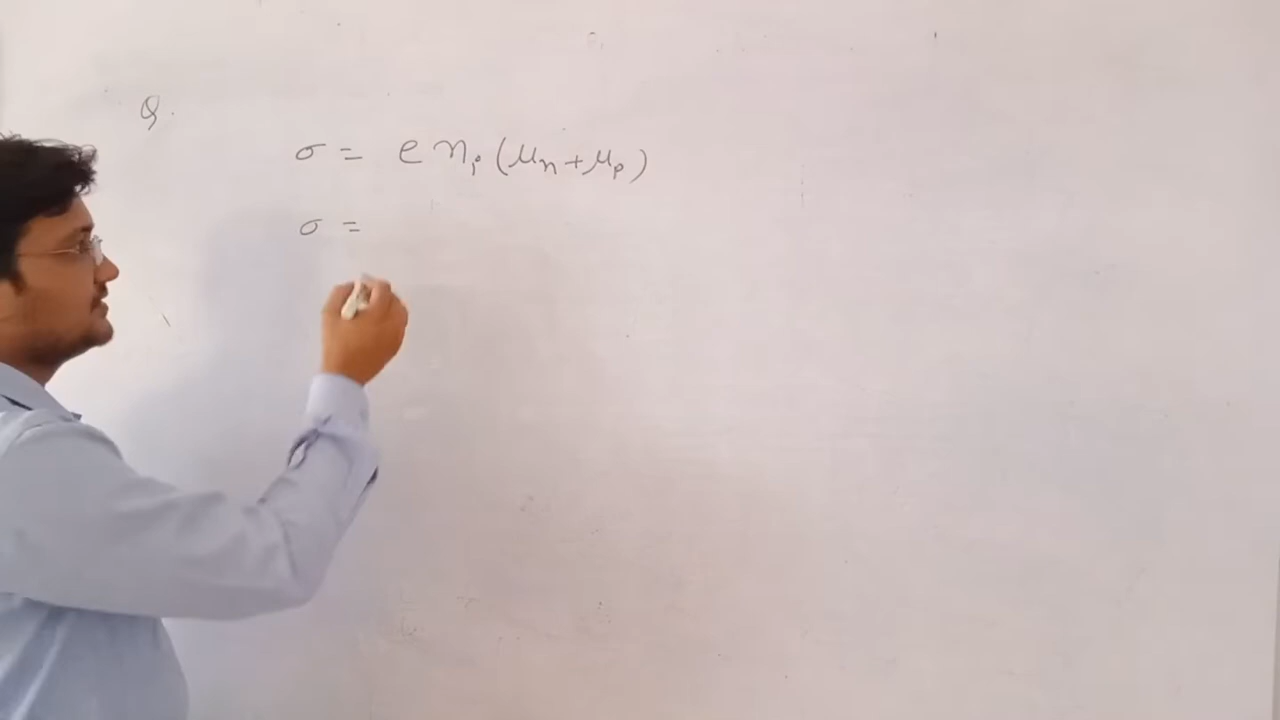 Q.
σ = e nᵢ (μₙ + μₚ)
σ =